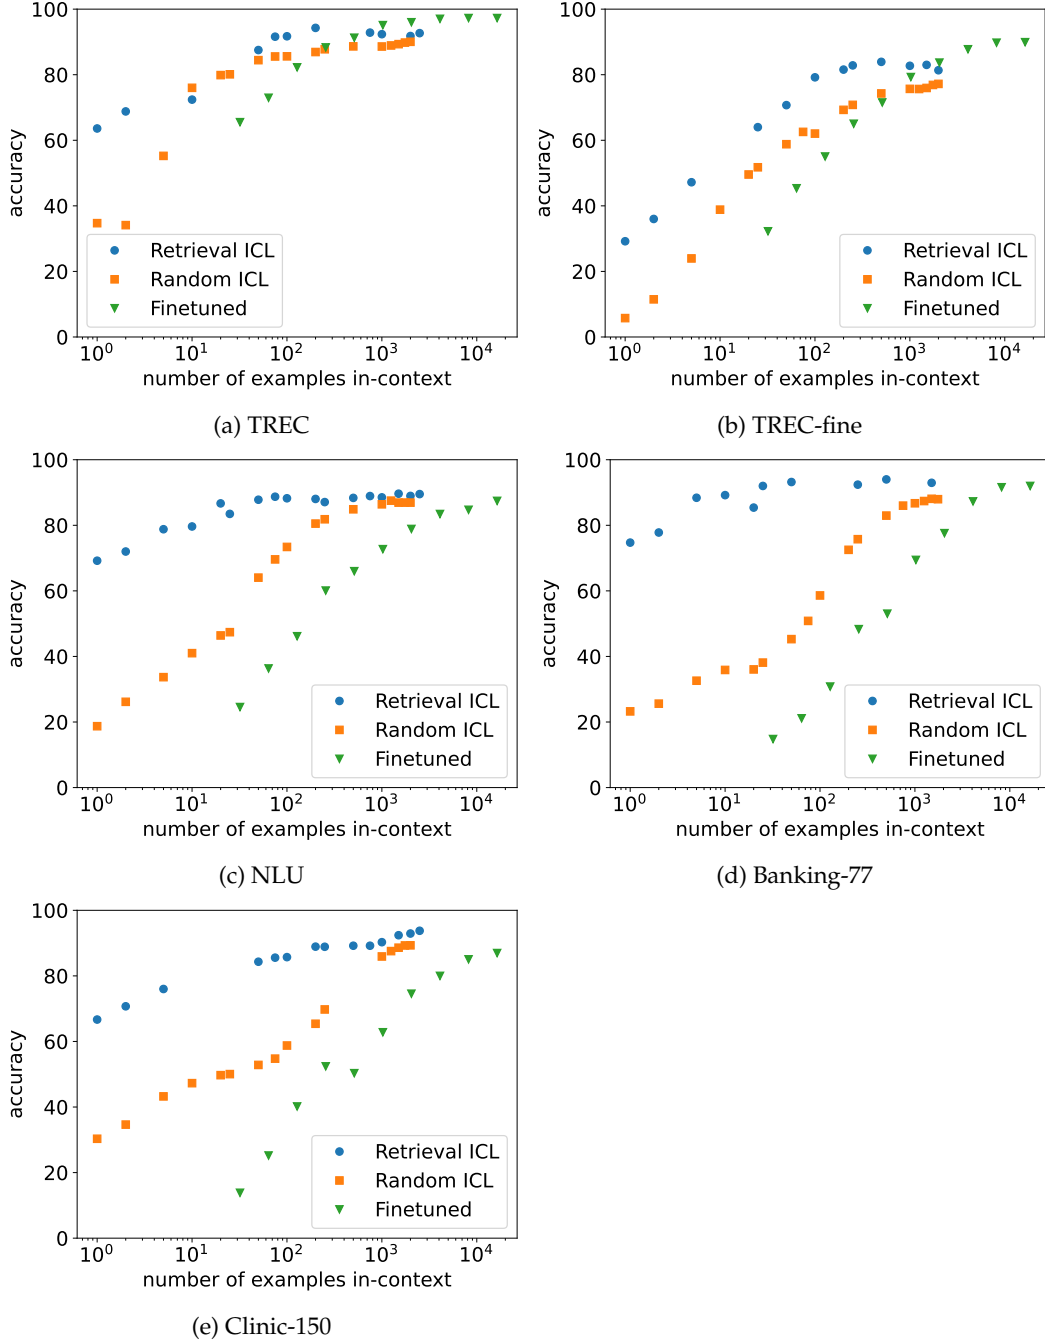 100
80
60
40
20
0
accuracy
Retrieval ICL
Random ICL
Finetuned
10^0 10^1 10^2 10^3 10^4
number of examples in-context
(a) TREC
100
80
60
40
20
0
accuracy
Retrieval ICL
Random ICL
Finetuned
10^0 10^1 10^2 10^3 10^4
number of examples in-context
(b) TREC-fine
100
80
60
40
20
0
accuracy
Retrieval ICL
Random ICL
Finetuned
10^0 10^1 10^2 10^3 10^4
number of examples in-context
(c) NLU
100
80
60
40
20
0
accuracy
Retrieval ICL
Random ICL
Finetuned
10^0 10^1 10^2 10^3 10^4
number of examples in-context
(d) Banking-77
100
80
60
40
20
0
accuracy
Retrieval ICL
Random ICL
Finetuned
10^0 10^1 10^2 10^3 10^4
number of examples in-context
(e) Clinic-150